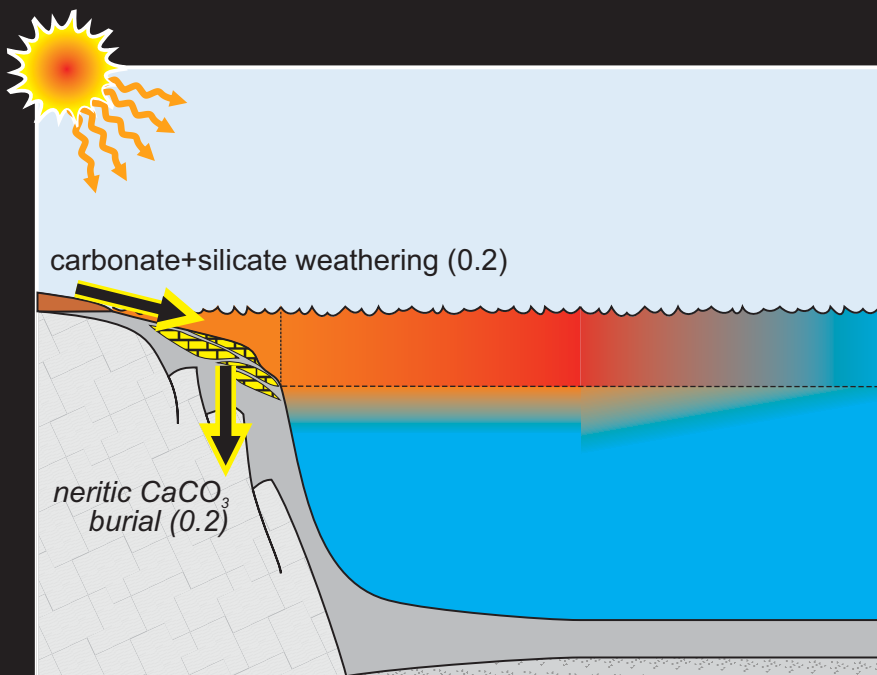 carbonate+silicate weathering (0.2)
neritic CaCO₃
burial (0.2)